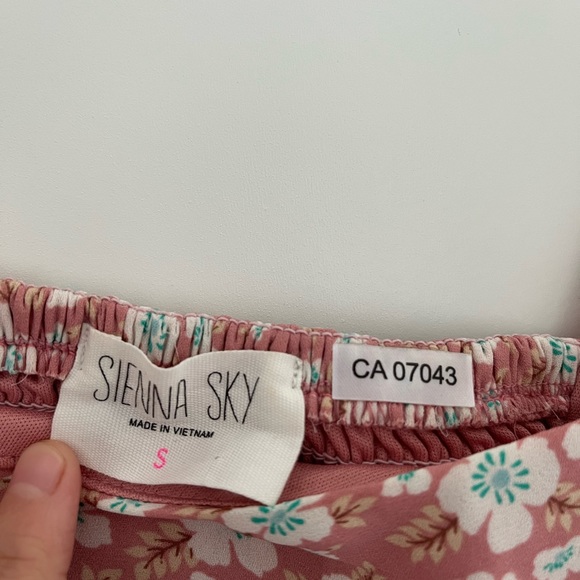 SIENNA SKY
MADE IN VIETNAM
S
CA 07043